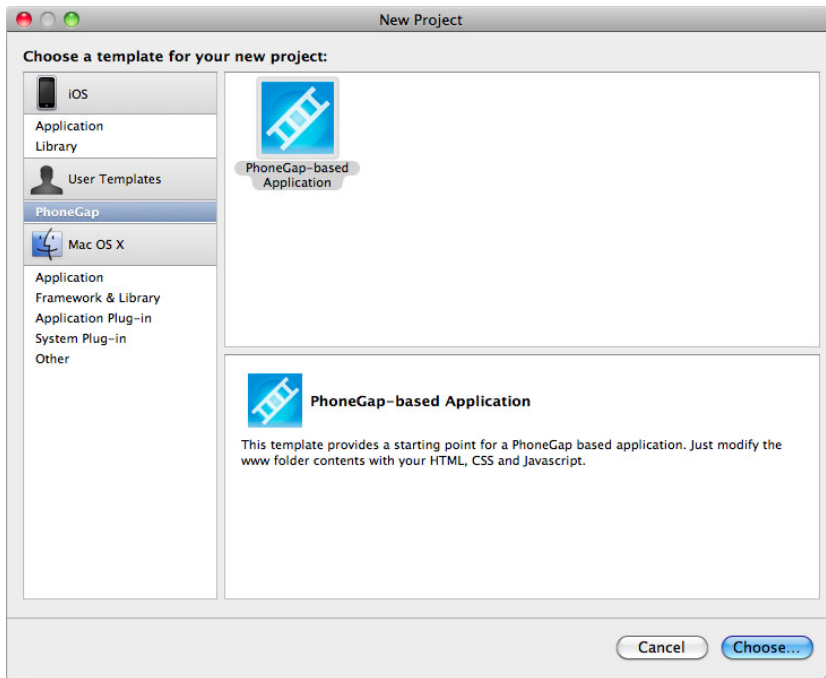 New Project
Choose a template for your new project:
iOS
Application
Library
User Templates
PhoneGap
Mac OS X
Application
Framework & Library
Application Plug-in
System Plug-in
Other
PhoneGap-based
Application
PhoneGap-based Application
This template provides a starting point for a PhoneGap based application. Just modify the
www folder contents with your HTML, CSS and Javascript.
Cancel
Choose...